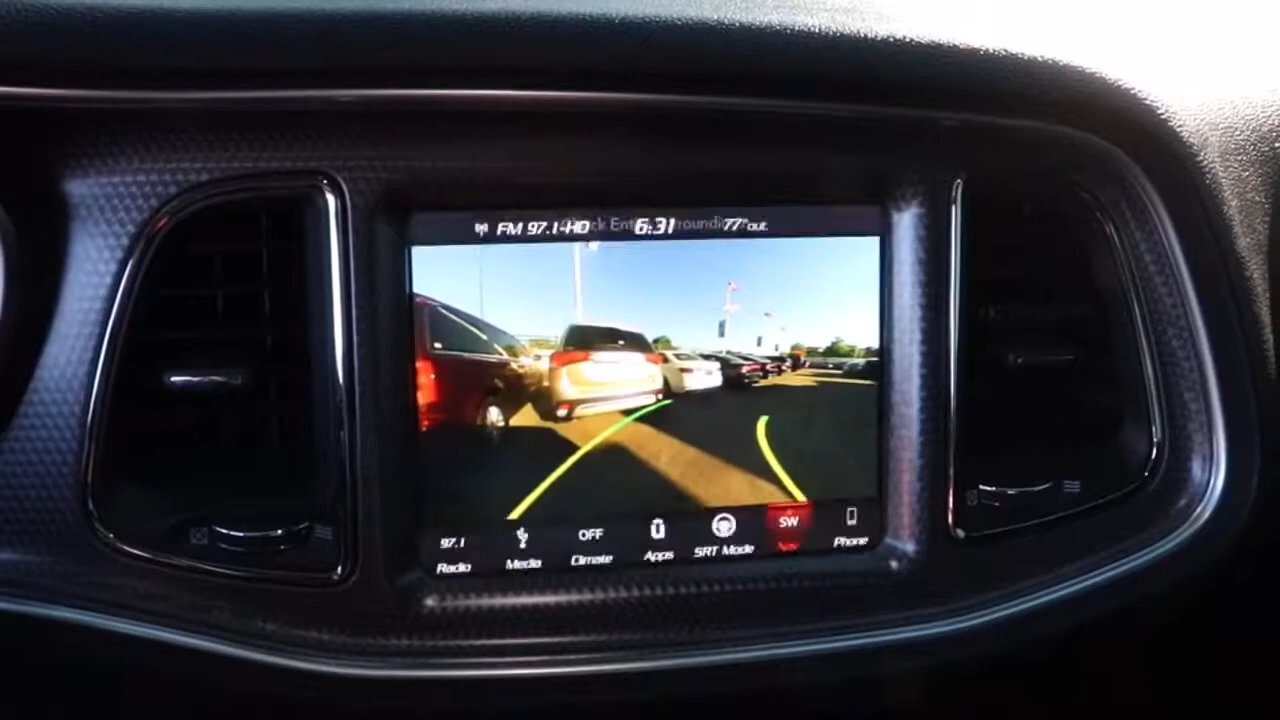 FM 97.1-HD 6:31 77°out
97.1 OFF SW
Radio Media Climate Apps SRT Mode Nav Phone